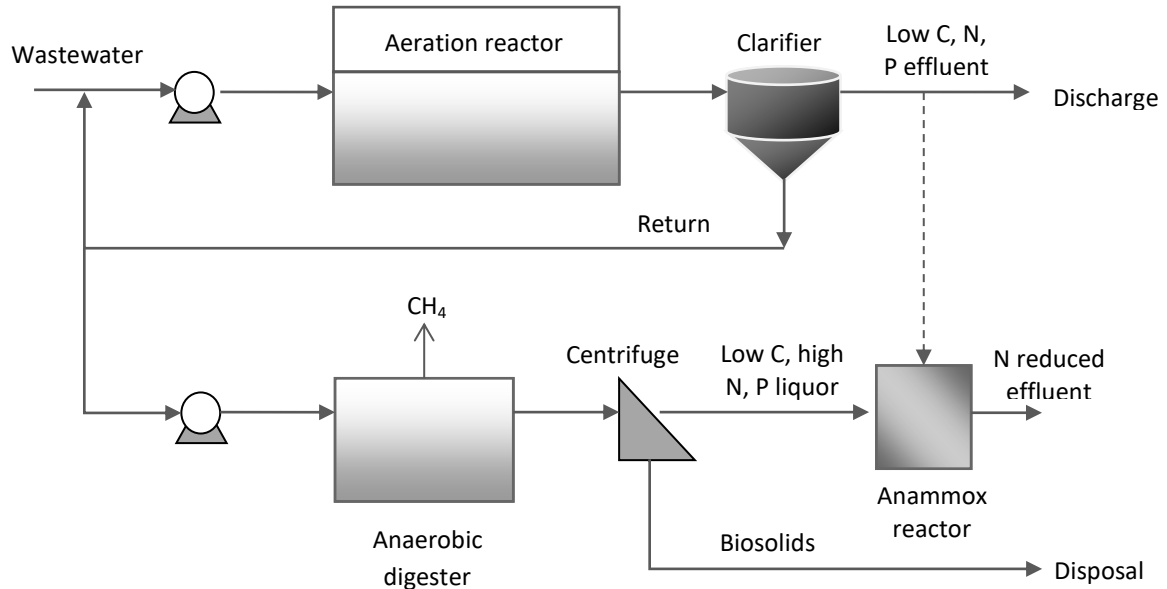 Wastewater
Aeration reactor
Clarifier
Low C, N,
P effluent
Discharge
Return
CH₄
Centrifuge
Low C, high
N, P liquor
N reduced
effluent
Anaerobic
digester
Anammox
reactor
Biosolids
Disposal